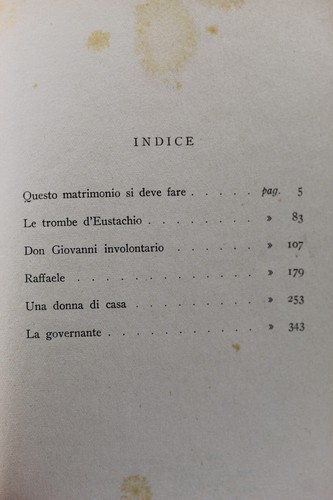 INDICE
Questo matrimonio si deve fare . . . . . pag. 5
Le trombe d'Eustachio . . . . . . . . . » 83
Don Giovanni involontario . . . . . . . » 107
Raffaele . . . . . . . . . . . . . » 179
Una donna di casa . . . . . . . . . . » 253
La governante . . . . . . . . . . . » 343